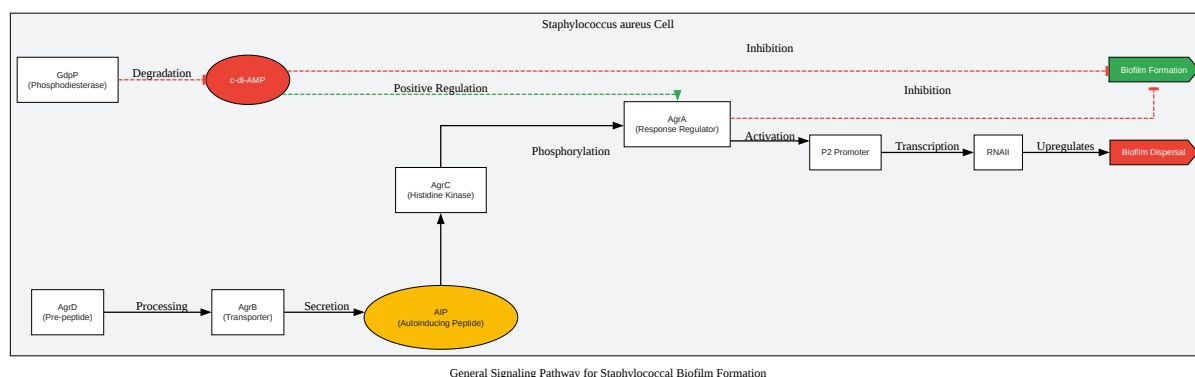 Staphylococcus aureus Cell
GdpP
(Phosphodiesterase)
Degradation
c-di-AMP
Inhibition
Biofilm Formation
Positive Regulation
Inhibition
AgrA
(Response Regulator)
Activation
P2 Promoter
Transcription
RNAII
Upregulates
Biofilm Dispersal
Phosphorylation
AgrC
(Histidine Kinase)
AgrD
(Pre-peptide)
Processing
AgrB
(Transporter)
Secretion
AIP
(Autoinducing Peptide)
General Signaling Pathway for Staphylococcal Biofilm Formation